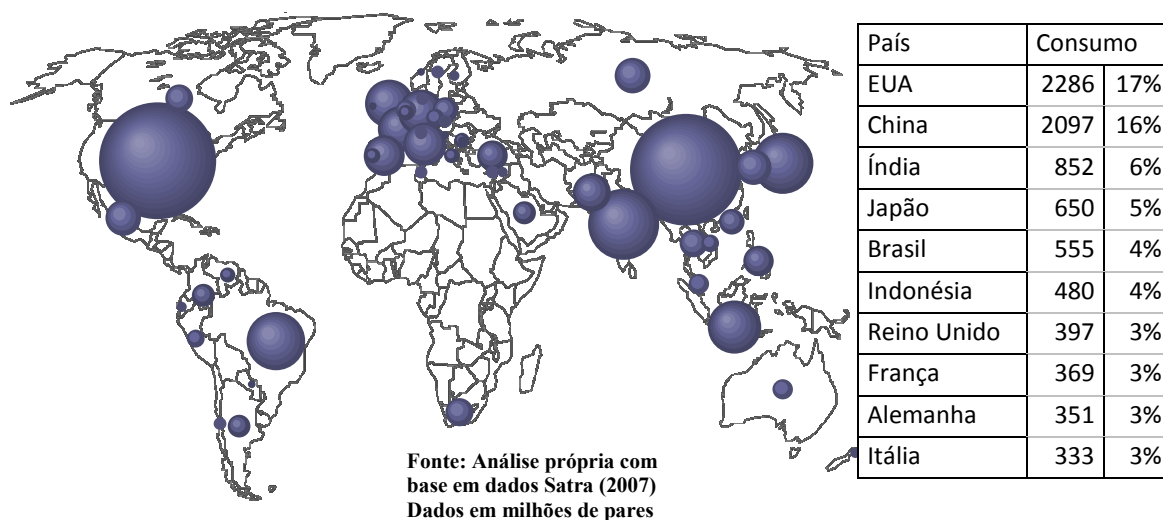 País Consumo
EUA 2286 17%
China 2097 16%
Índia 852 6%
Japão 650 5%
Brasil 555 4%
Indonésia 480 4%
Reino Unido 397 3%
França 369 3%
Alemanha 351 3%
Itália 333 3%
Fonte: Análise própria com
base em dados Satra (2007)
Dados em milhões de pares